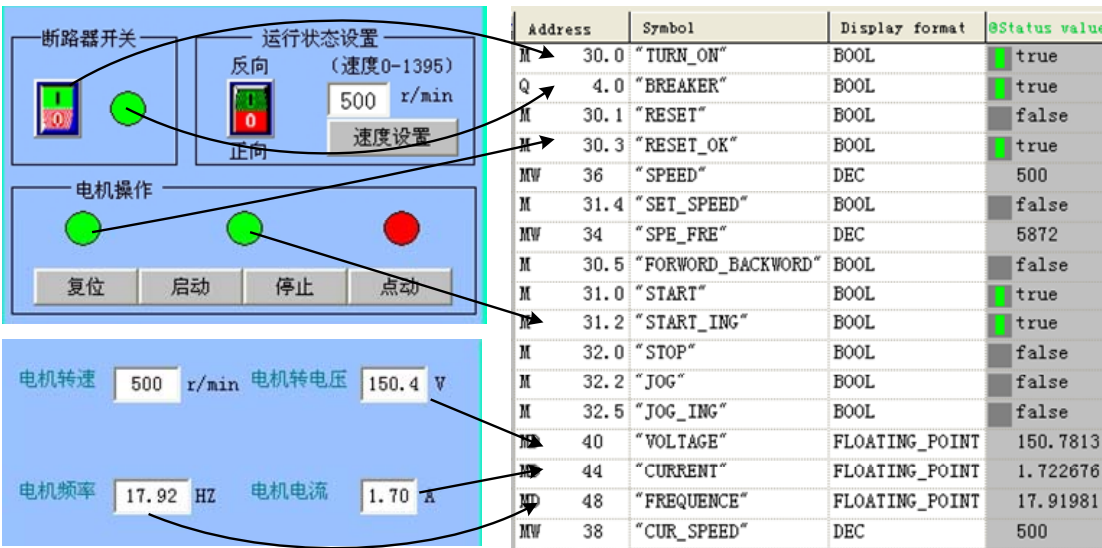 断路器开关
运行状态设置
反向
(速度0-1395)
I
0
I
0
500 r/min
速度设置
正向
电机操作
复位 启动 停止 点动
电机转速 500 r/min 电机转电压 150.4 V
电机频率 17.92 HZ 电机电流 1.70 A
Address Symbol Display format @Status value
M 30.0 "TURN_ON" BOOL true
Q 4.0 "BREAKER" BOOL true
M 30.1 "RESET" BOOL false
M 30.3 "RESET_OK" BOOL true
MW 36 "SPEED" DEC 500
M 31.4 "SET_SPEED" BOOL false
MW 34 "SPE_FRE" DEC 5872
M 30.5 "FORWORD_BACKWORD" BOOL false
M 31.0 "START" BOOL true
M 31.2 "START_ING" BOOL true
M 32.0 "STOP" BOOL false
M 32.2 "JOG" BOOL false
M 32.5 "JOG_ING" BOOL false
MD 40 "VOLTAGE" FLOATING_POINT 150.7813
MD 44 "CURRENT" FLOATING_POINT 1.722676
MD 48 "FREQUENCE" FLOATING_POINT 17.91981
MW 38 "CUR_SPEED" DEC 500